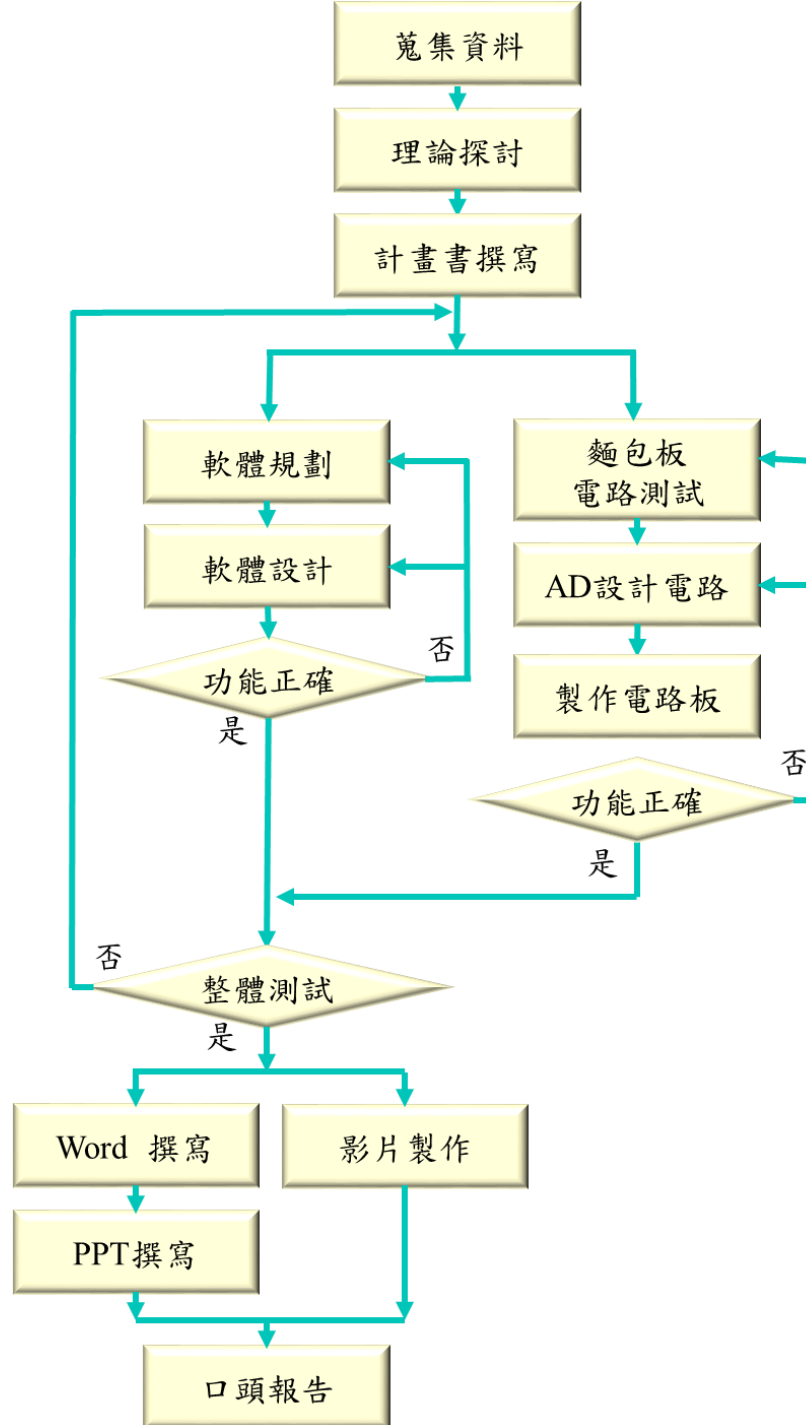 蒐集資料
理論探討
計畫書撰寫
軟體規劃
麵包板
電路測試
軟體設計
AD設計電路
否
功能正確
製作電路板
是
否
功能正確
是
否
整體測試
是
Word 撰寫
影片製作
PPT撰寫
口頭報告